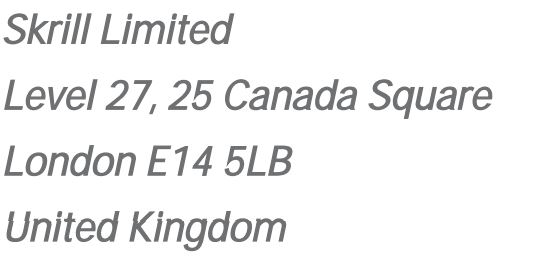 Skrill Limited
Level 27, 25 Canada Square
London E14 5LB
United Kingdom